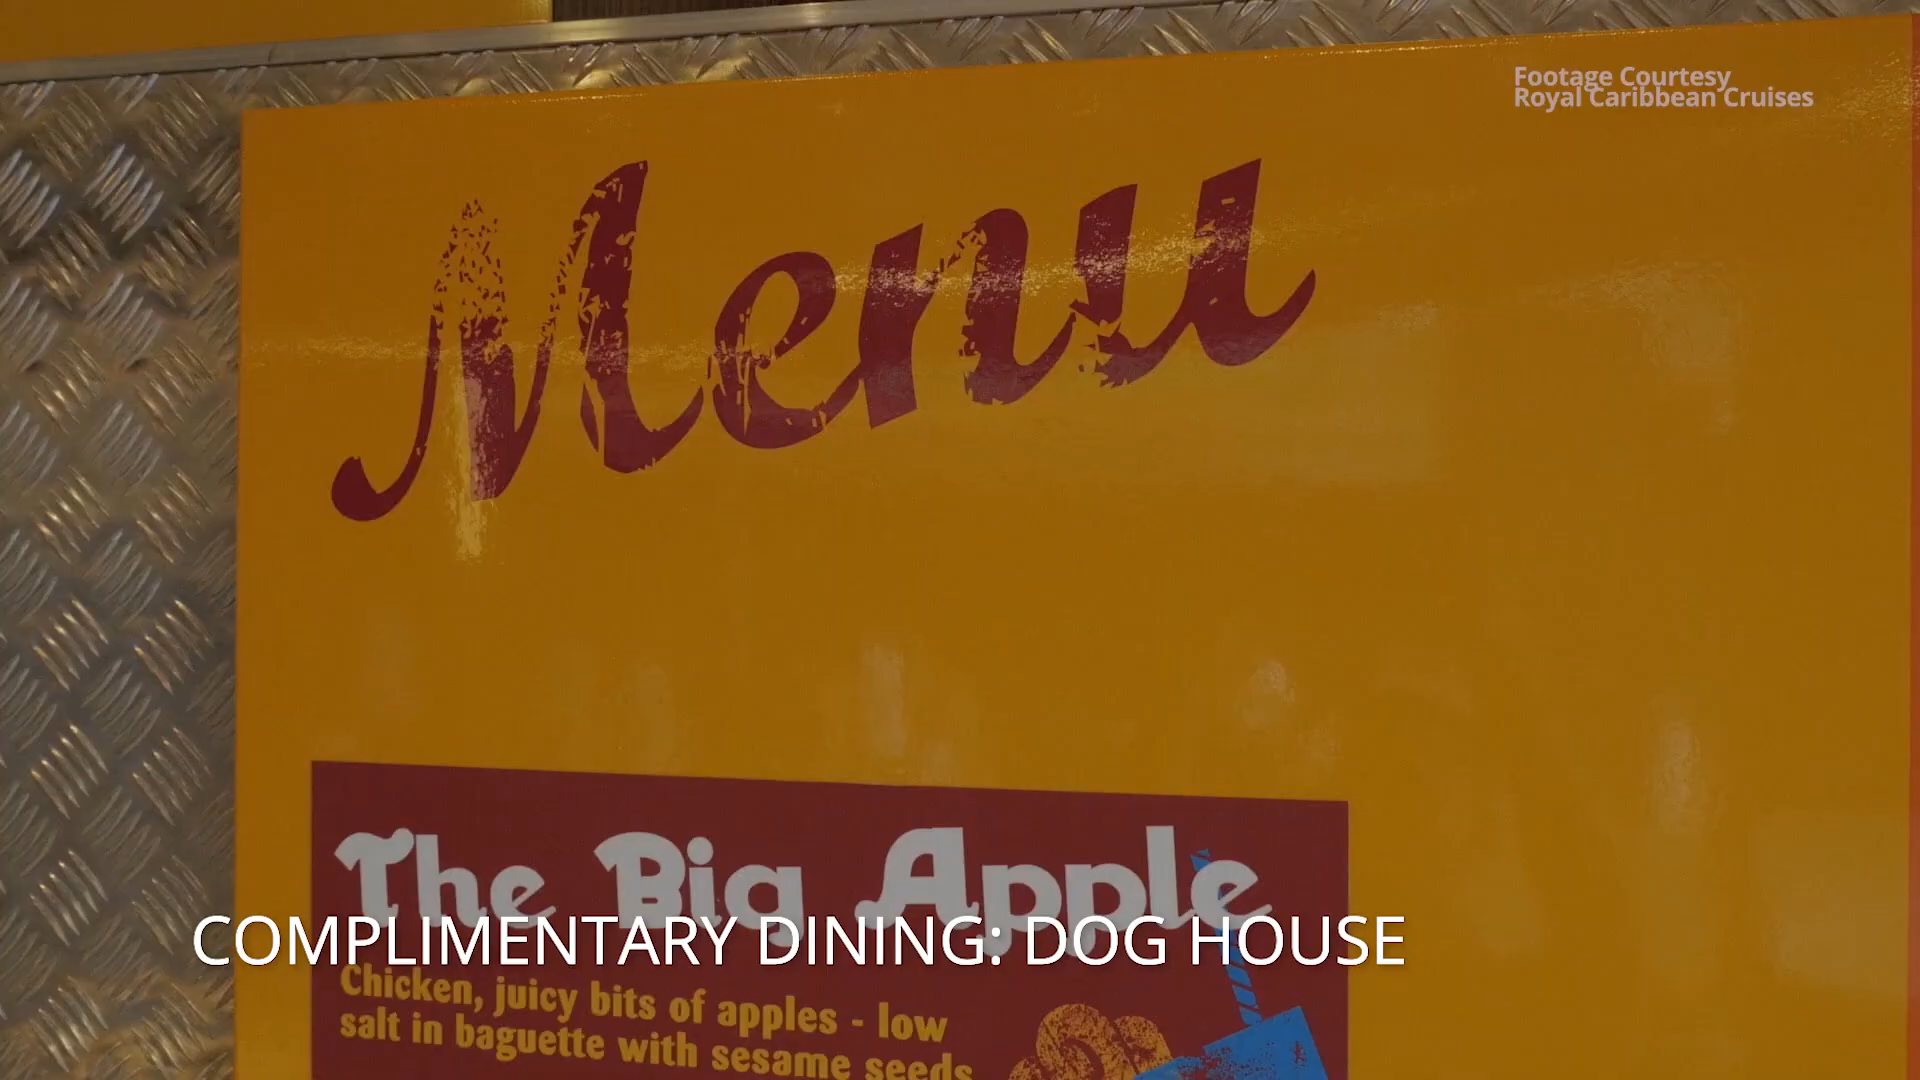 Footage Courtesy
Royal Caribbean Cruises
Menu
The Big Apple
COMPLIMENTARY DINING: DOG HOUSE
Chicken, juicy bits of apples - low
salt in baguette with sesame seeds